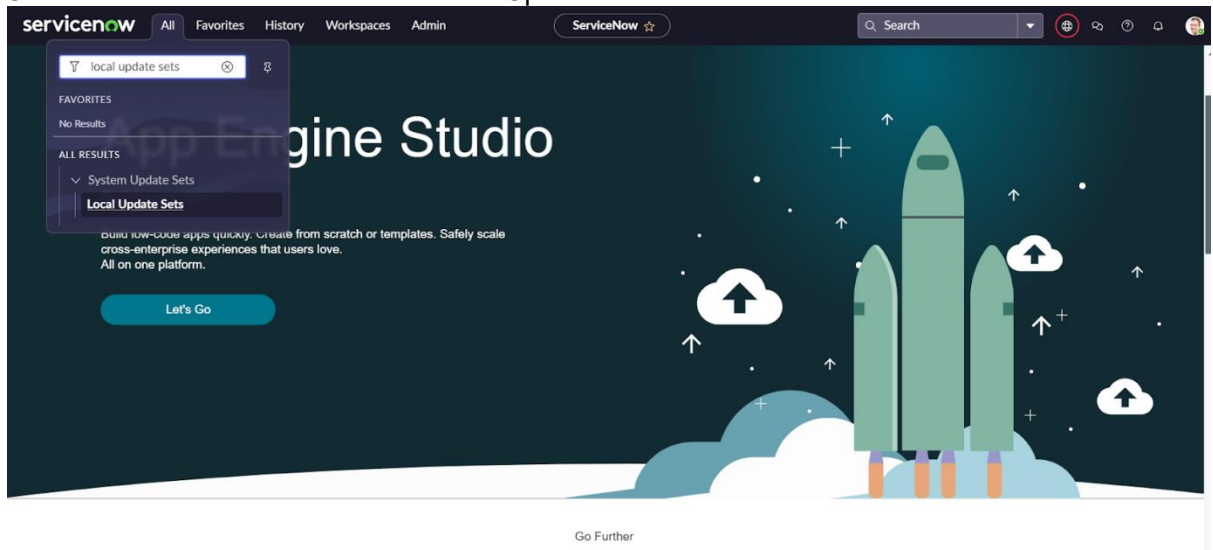 servicenow All Favorites History Workspaces Admin ServiceNow Search
local update sets
FAVORITES
No Results
App Engine Studio
ALL RESULTS
System Update Sets
Local Update Sets
Build low-code apps quickly. Create from scratch or templates. Safely scale
cross-enterprise experiences that users love.
All on one platform.
Let's Go
Go Further